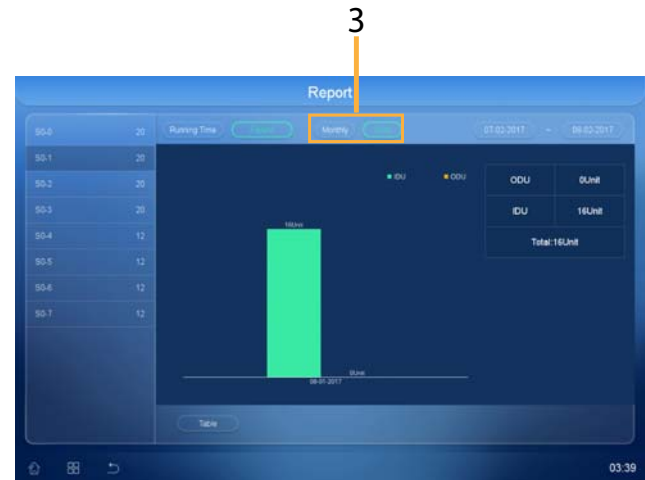 3
Report
S0-0 20
S0-1 20
S0-2 20
S0-3 20
S0-4 12
S0-5 12
S0-6 12
S0-7 12
Running Time Monthly 07-02-2017 ~ 08-02-2017
IDU ODU
ODU 0Unit
IDU 16Unit
Total:16Unit
16Unit
0Unit
08-01-2017
Table
03:39